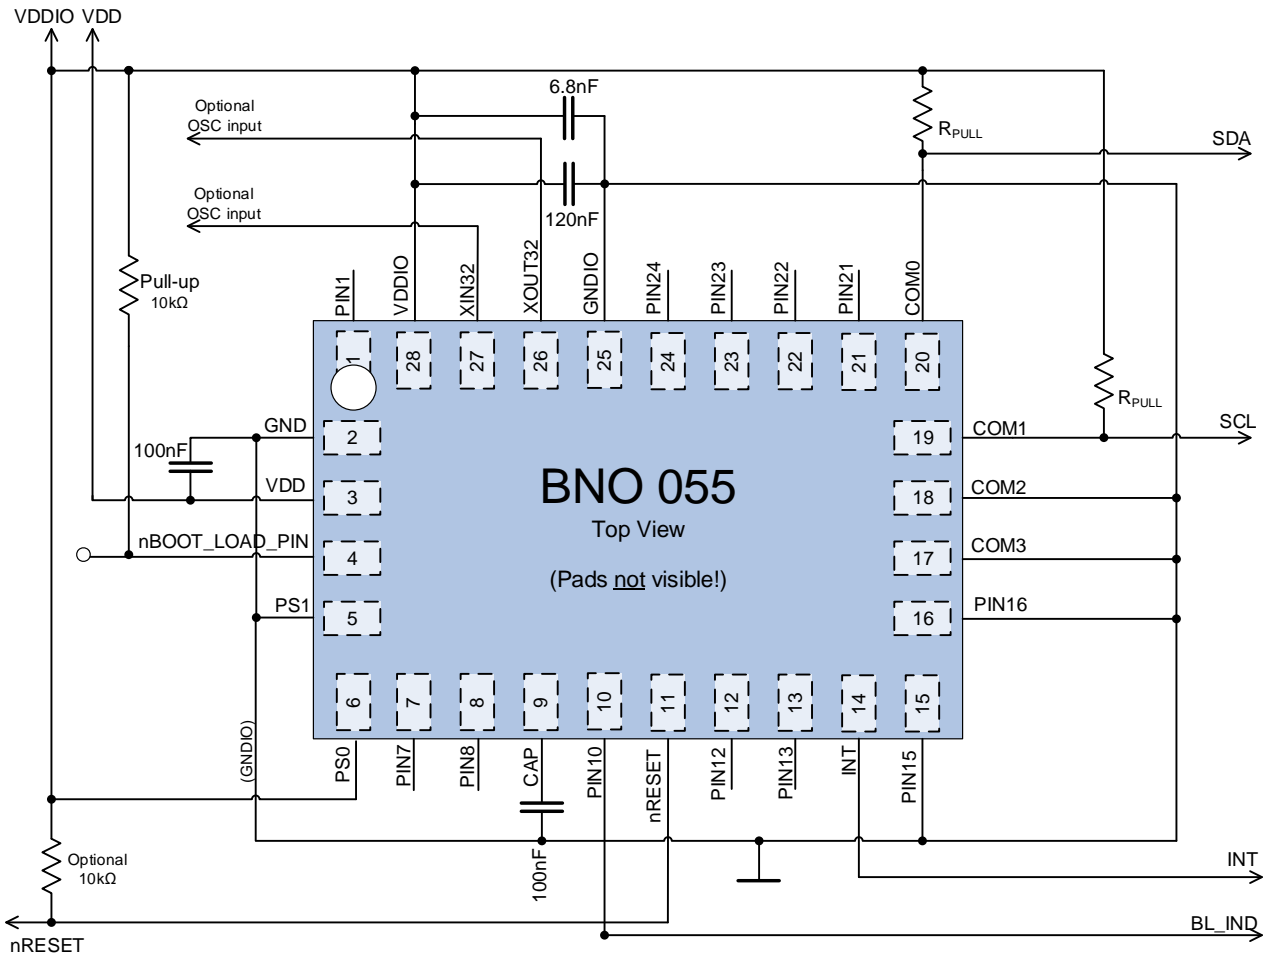 VDDIO VDD
6.8nF
Optional
OSC input
R_PULL
SDA
Optional
OSC input
120nF
Pull-up
10kΩ
PIN1
VDDIO
XIN32
XOUT32
GNDIO
PIN24
PIN23
PIN22
PIN21
COM0
1
28
27
26
25
24
23
22
21
20
R_PULL
GND
2
19
COM1
SCL
100nF
VDD
3
BNO 055
18
COM2
Top View
nBOOT_LOAD_PIN
4
17
COM3
(Pads not visible!)
PS1
5
16
PIN16
6
7
8
9
10
11
12
13
14
15
(GNDIO)
PS0
PIN7
PIN8
CAP
PIN10
nRESET
PIN12
PIN13
INT
PIN15
Optional
10kΩ
100nF
INT
BL_IND
nRESET